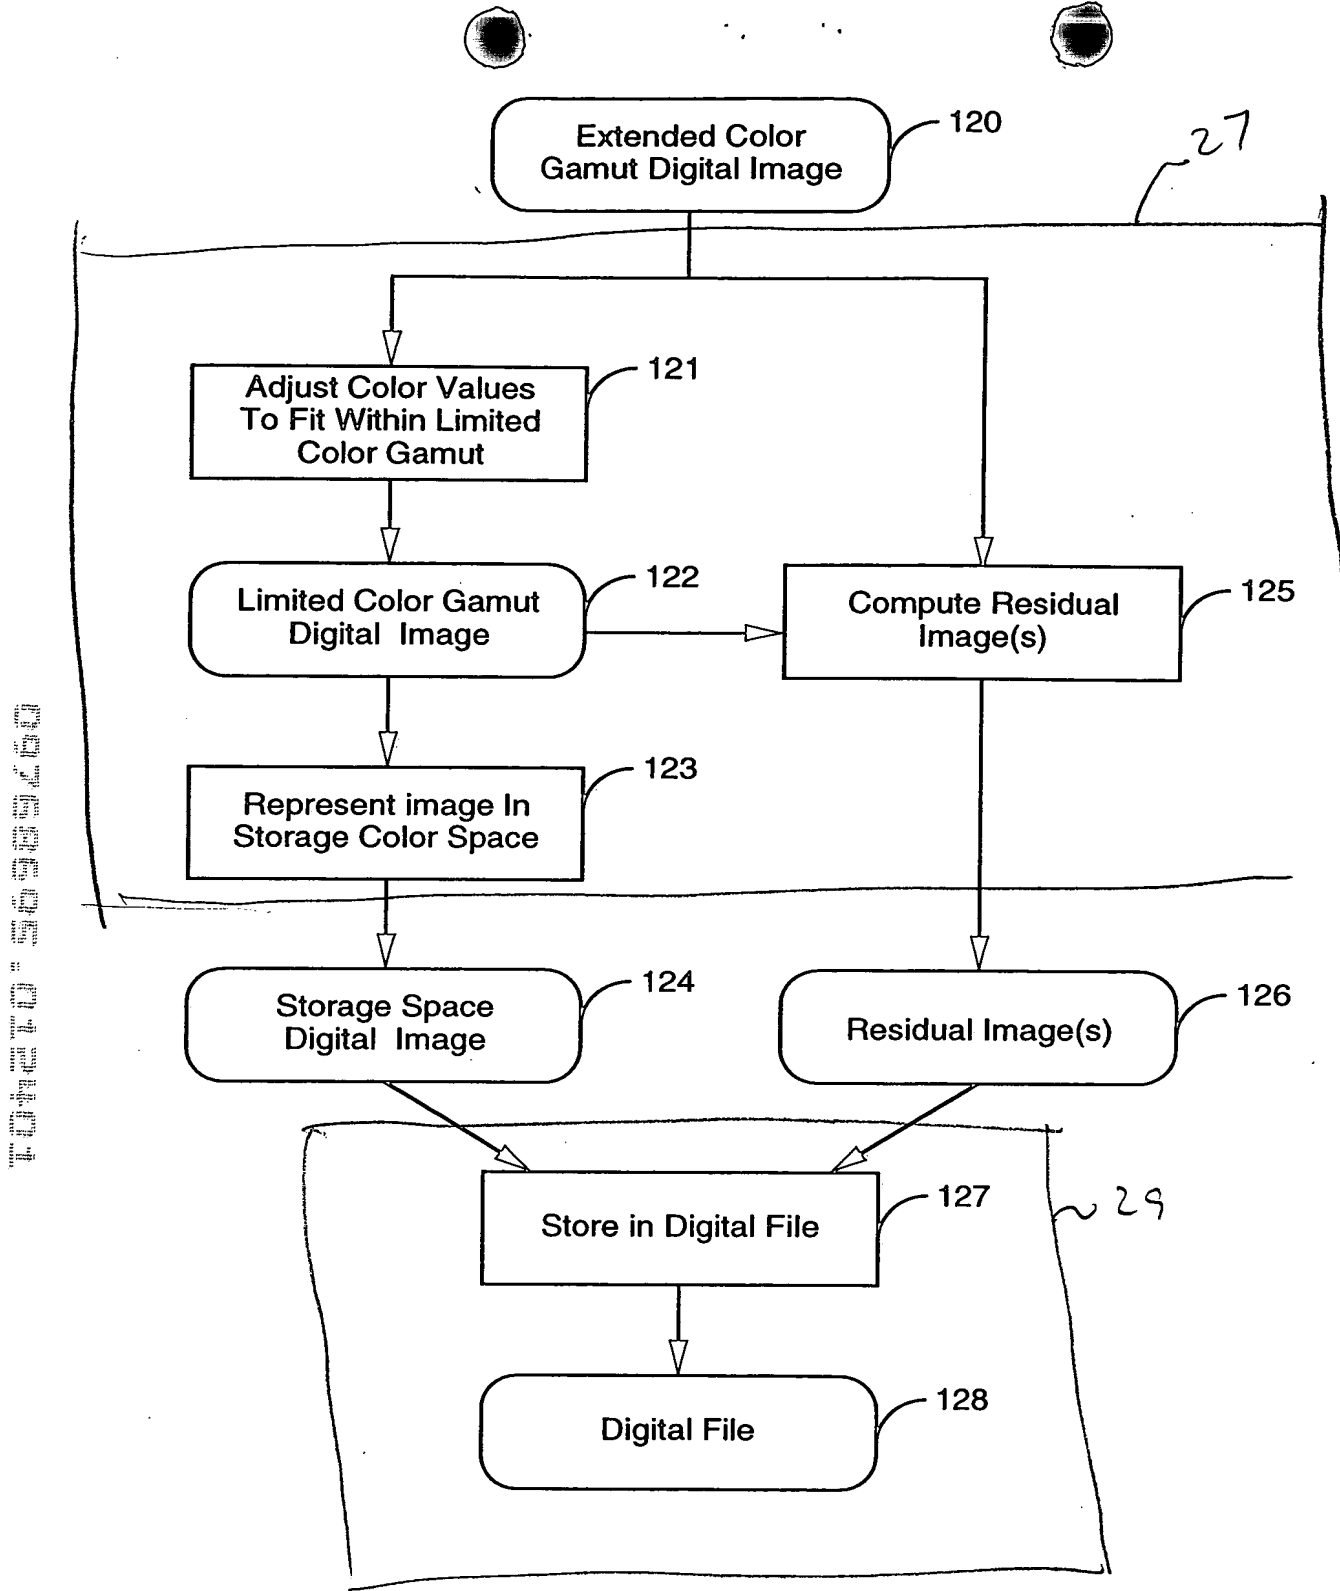 Extended Color
Gamut Digital Image
120
27
Adjust Color Values
To Fit Within Limited
Color Gamut
121
Limited Color Gamut
Digital Image
122
Compute Residual
Image(s)
125
Represent image In
Storage Color Space
123
Storage Space
Digital Image
124
Residual Image(s)
126
Store in Digital File
127
29
Digital File
128
09768695.012401